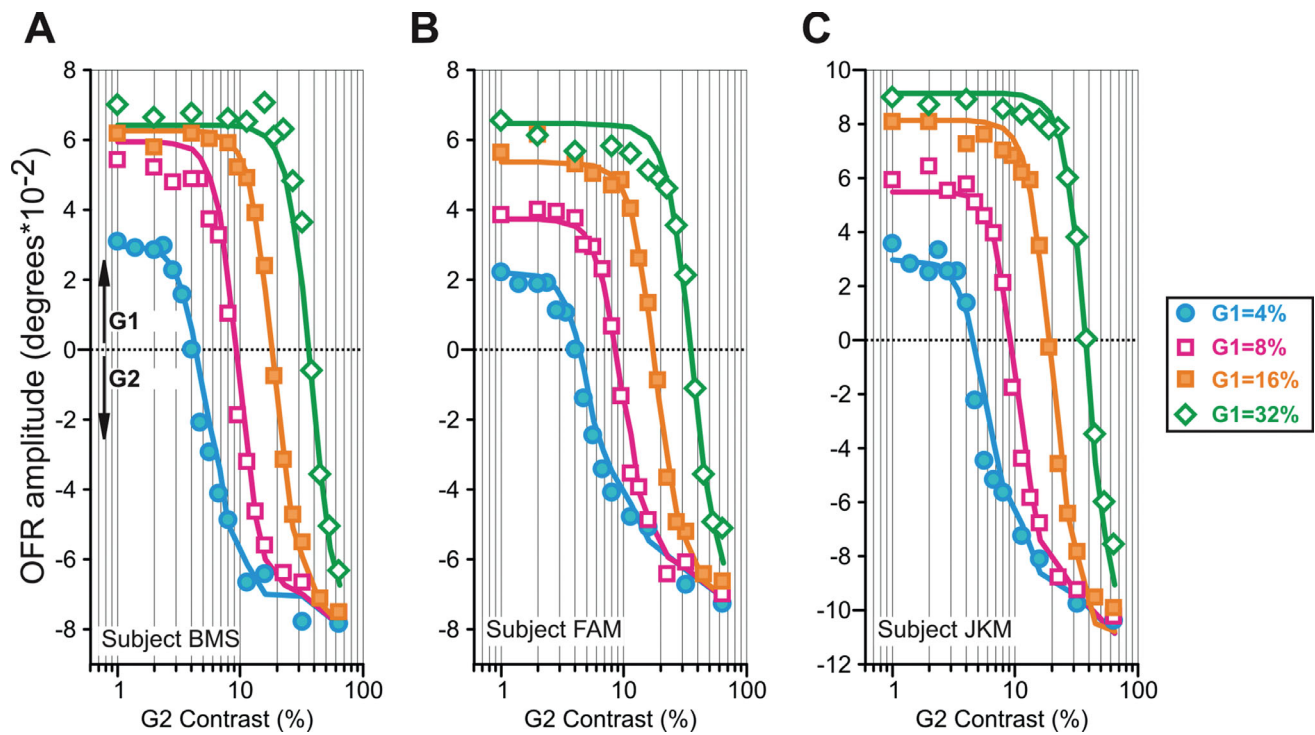 A
B
C
OFR amplitude (degrees*10-2)
8
6
4
2
0
-2
-4
-6
-8
G1
G2
Subject BMS
1
10
100
G2 Contrast (%)
8
6
4
2
0
-2
-4
-6
-8
Subject FAM
1
10
100
G2 Contrast (%)
10
8
6
4
2
0
-2
-4
-6
-8
-10
-12
Subject JKM
1
10
100
G2 Contrast (%)
G1=4%
G1=8%
G1=16%
G1=32%